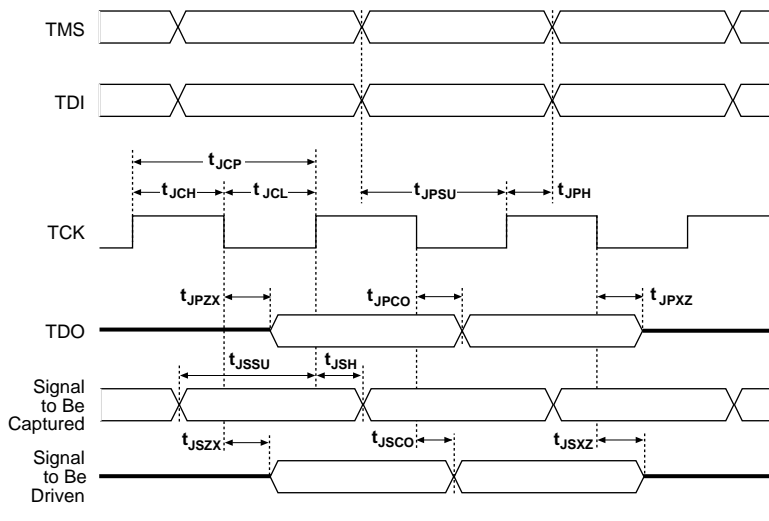 TMS
TDI
tJCP
tJCH tJCL tJPSU tJPH
TCK
tJPZX tJPCO tJPXZ
TDO
tJSSU tJSH
Signal
to Be
Captured
tJSZX tJSCO tJSXZ
Signal
to Be
Driven